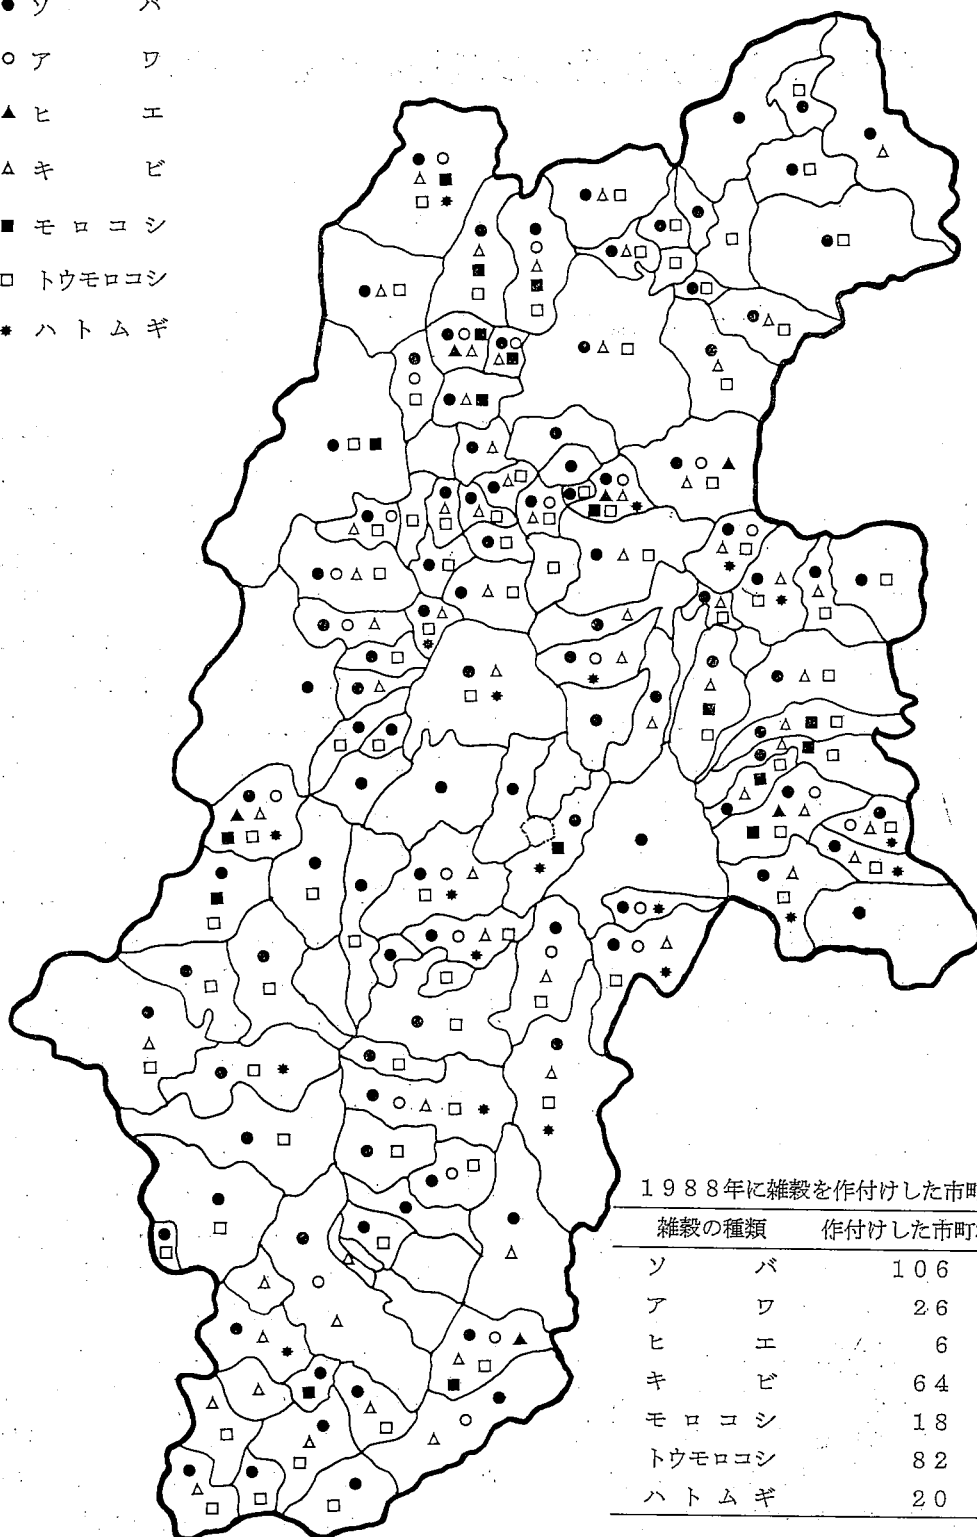 ● ソバ
○ アワ
▲ ヒエ
△ キビ
■ モロコシ
□ トウモロコシ
* ハトムギ
1988年に雑穀を作付けした市町
雑穀の種類 作付けした市町
ソバ 106
アワ 26
ヒエ 6
キビ 64
モロコシ 18
トウモロコシ 82
ハトムギ 20